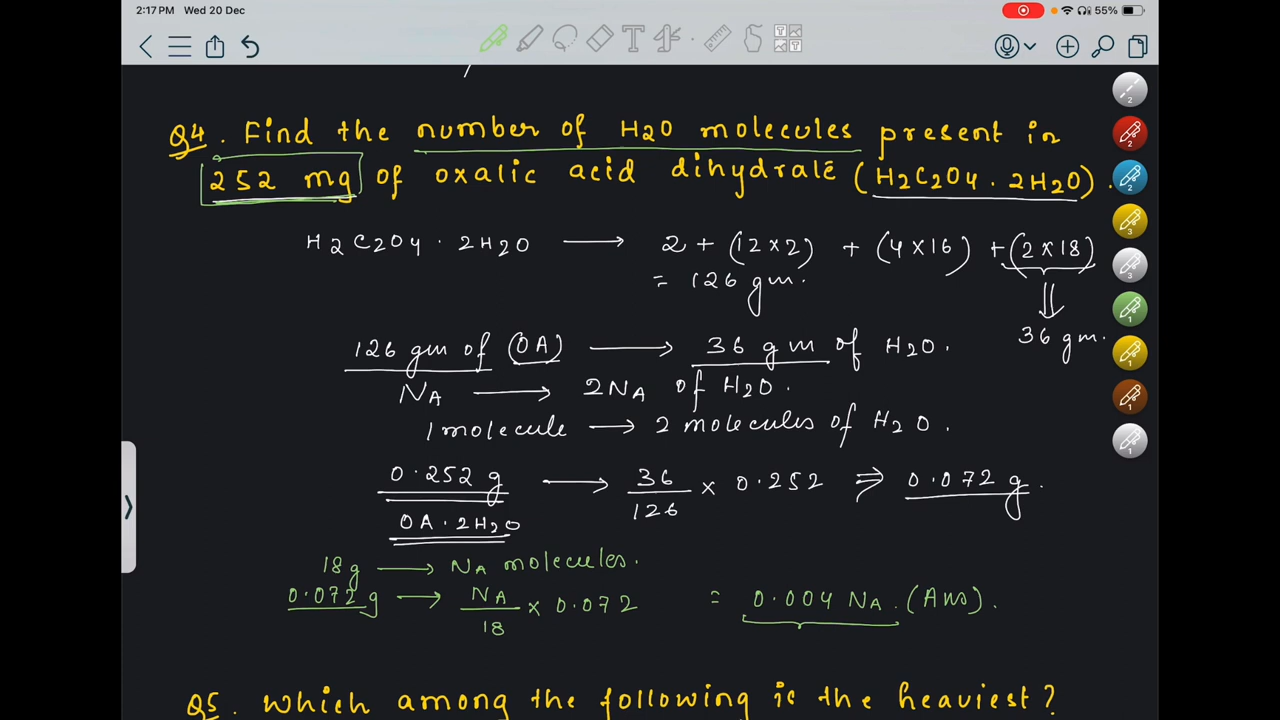 2:17 PM Wed 20 Dec
55%
Q4. Find the number of H2O molecules present in
252 mg of oxalic acid dihydrate (H2C2O4 · 2H2O).
H2C2O4 · 2H2O → 2 + (12×2) + (4×16) + (2×18)
= 126 gm.
36 gm.
126 gm of (OA) → 36 gm of H2O.
NA → 2NA of H2O.
1 molecule → 2 molecules of H2O.
0.252 g → 36/126 × 0.252 ⇒ 0.072 g.
OA·2H2O
18g → NA molecules.
0.072 g → NA/18 × 0.072 = 0.004 NA. (Ans).
Q5. Which among the following is the heaviest?